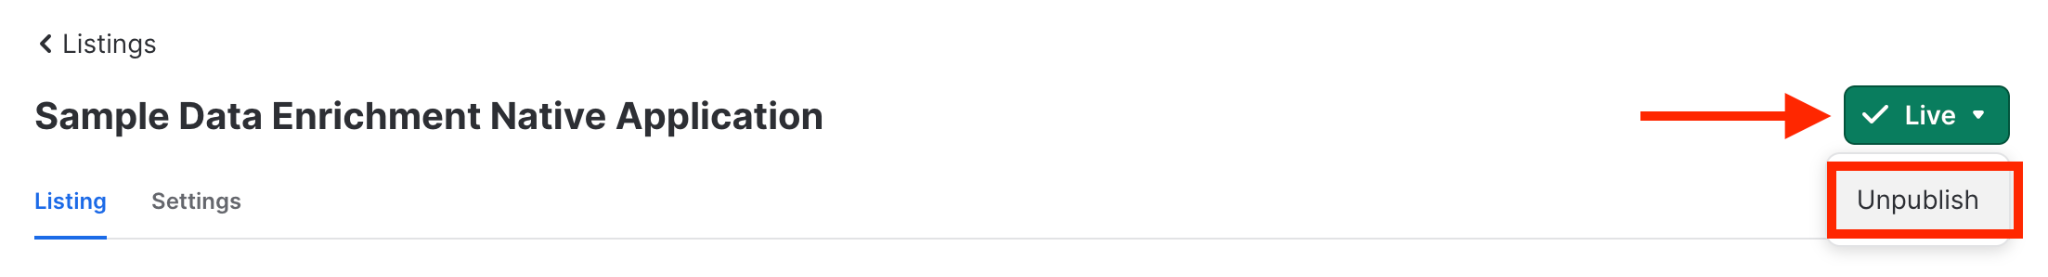 Listings
Sample Data Enrichment Native Application
Live
Listing
Settings
Unpublish